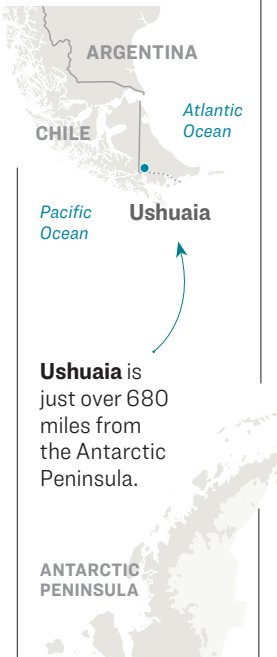 ARGENTINA
Atlantic
Ocean
CHILE
Pacific
Ocean
Ushuaia
Ushuaia is
just over 680
miles from
the Antarctic
Peninsula.
ANTARCTIC
PENINSULA